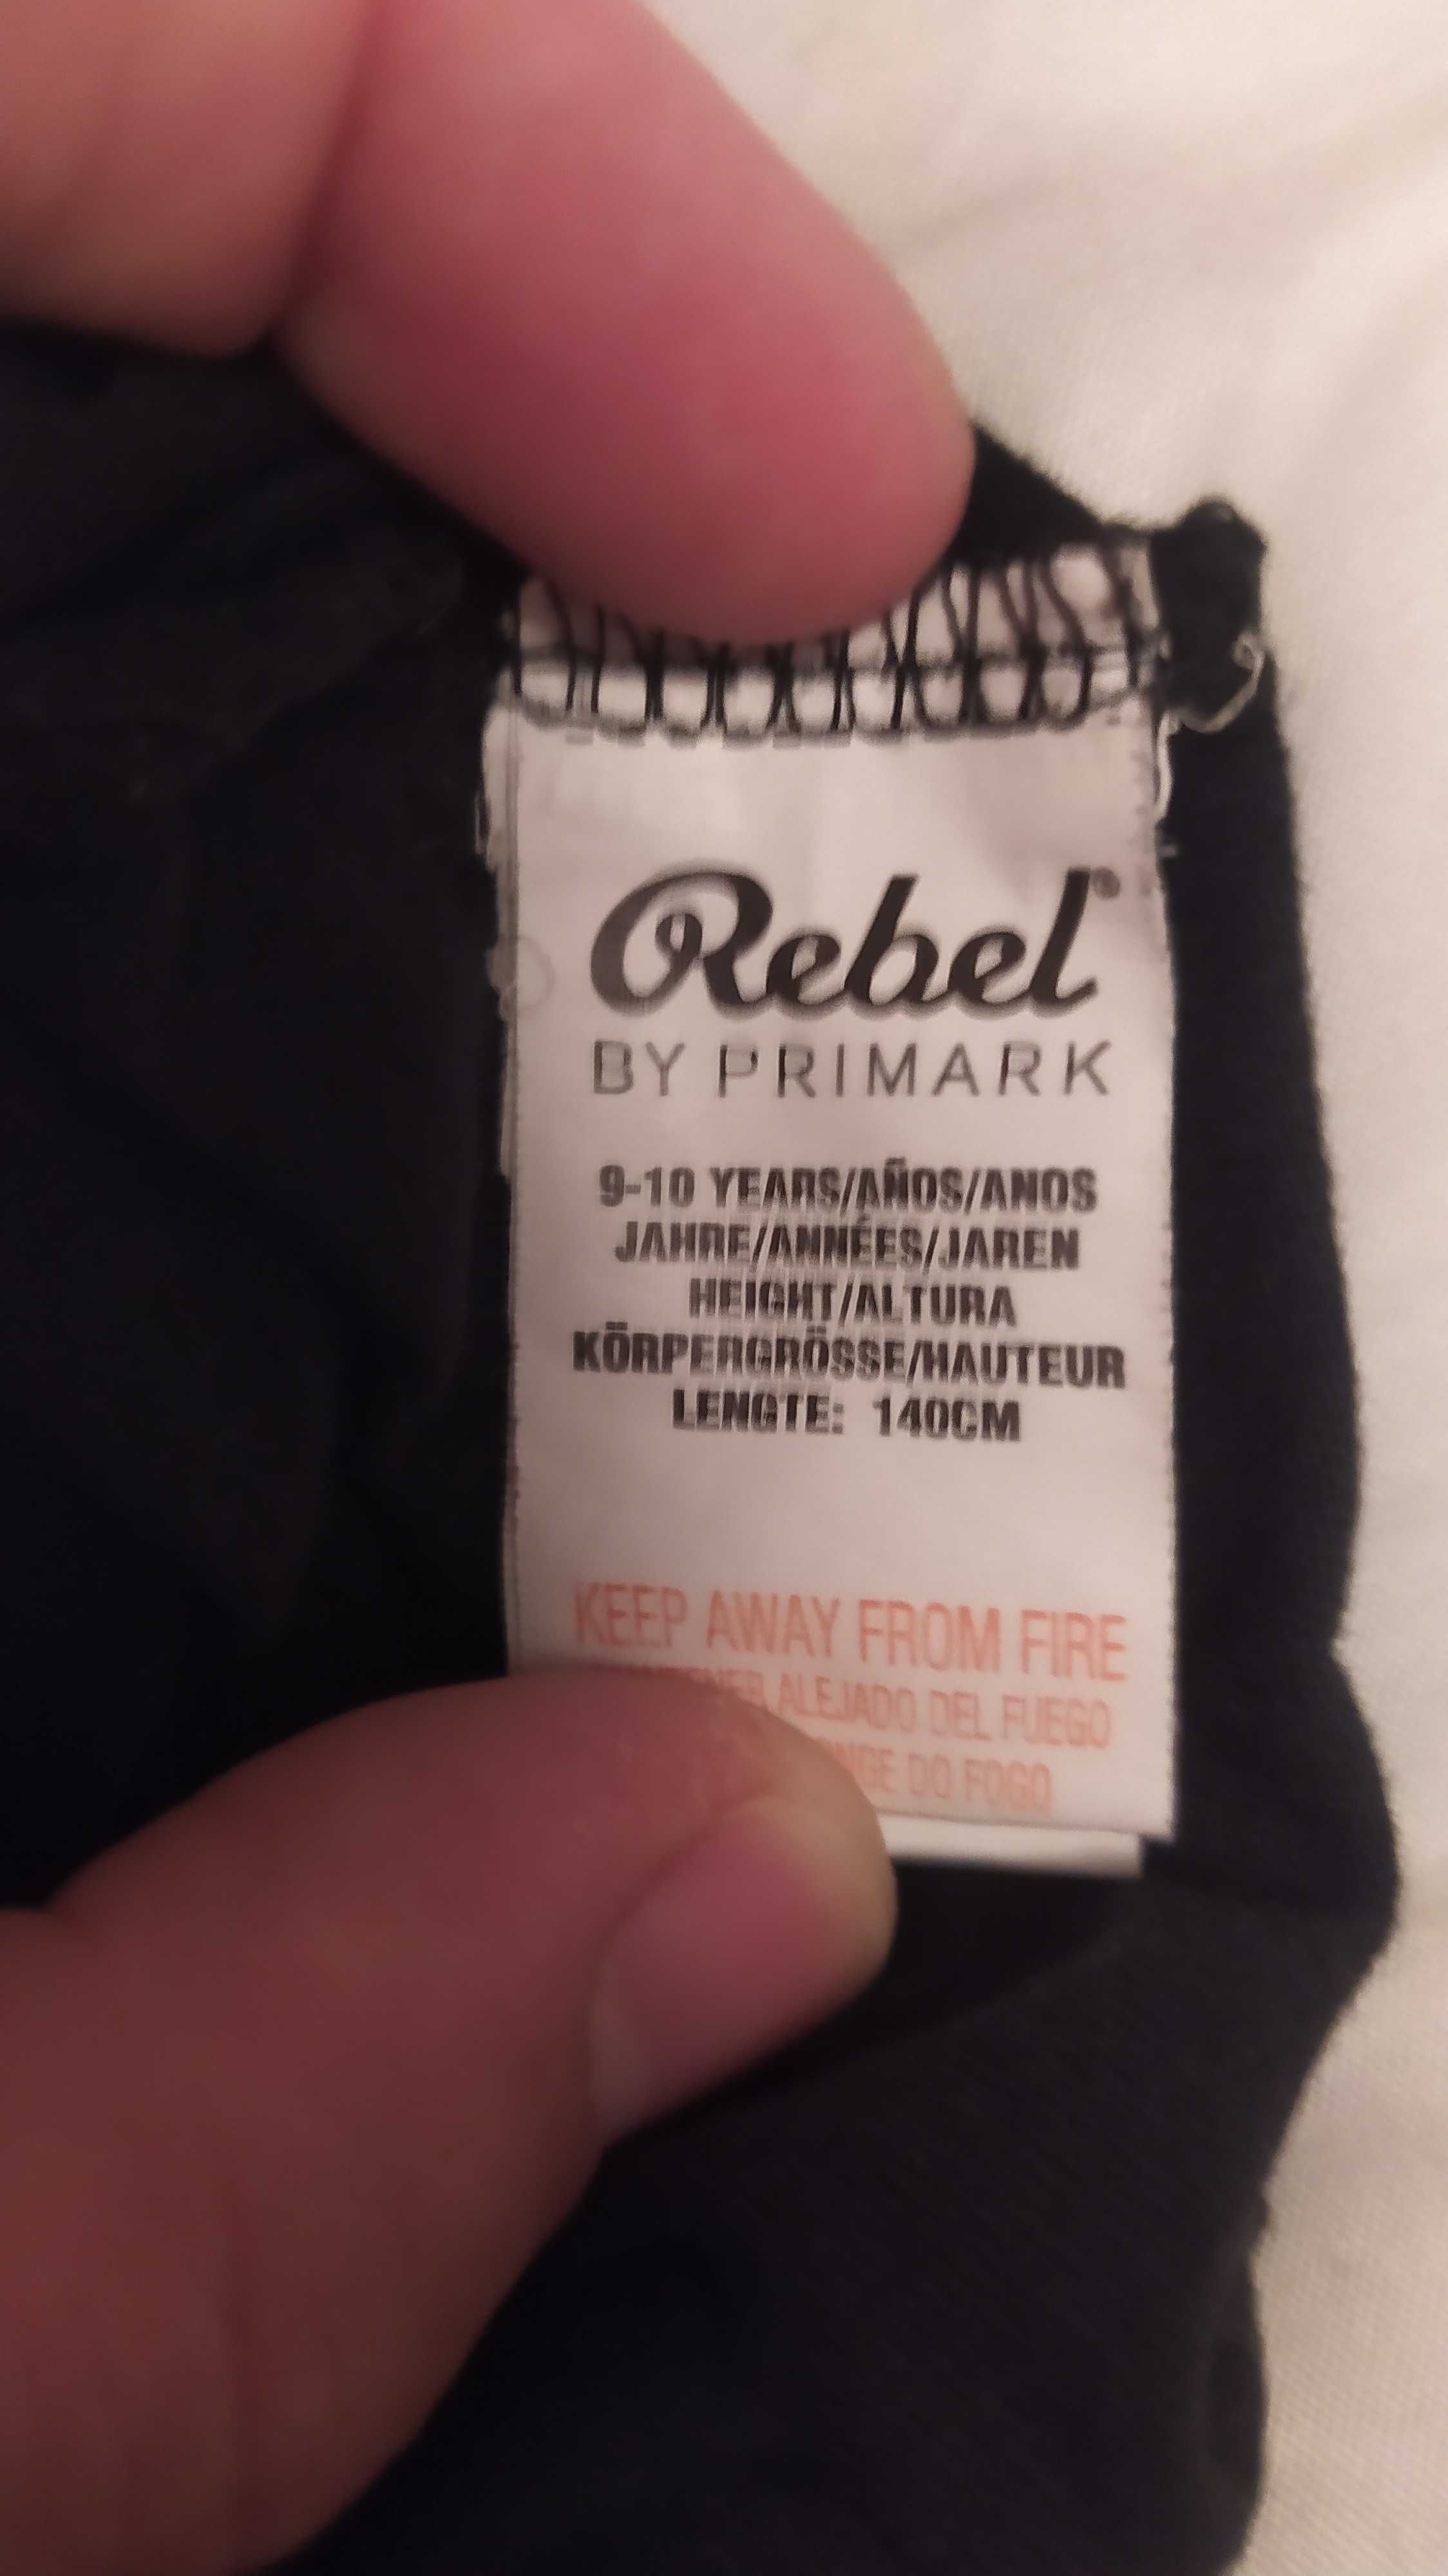 Rebel®
BY PRIMARK
9-10 YEARS/AÑOS/ANOS
JAHRE/ANNÉES/JAREN
HEIGHT/ALTURA
KÖRPERGRÖSSE/HAUTEUR
LENGTE: 140CM
KEEP AWAY FROM FIRE
ALEJADO DEL FUEGO
DO FOGO